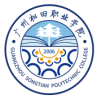 广州松田职业学院
2006
GUANGZHOU SONGTIAN POLYTECHNIC COLLEGE